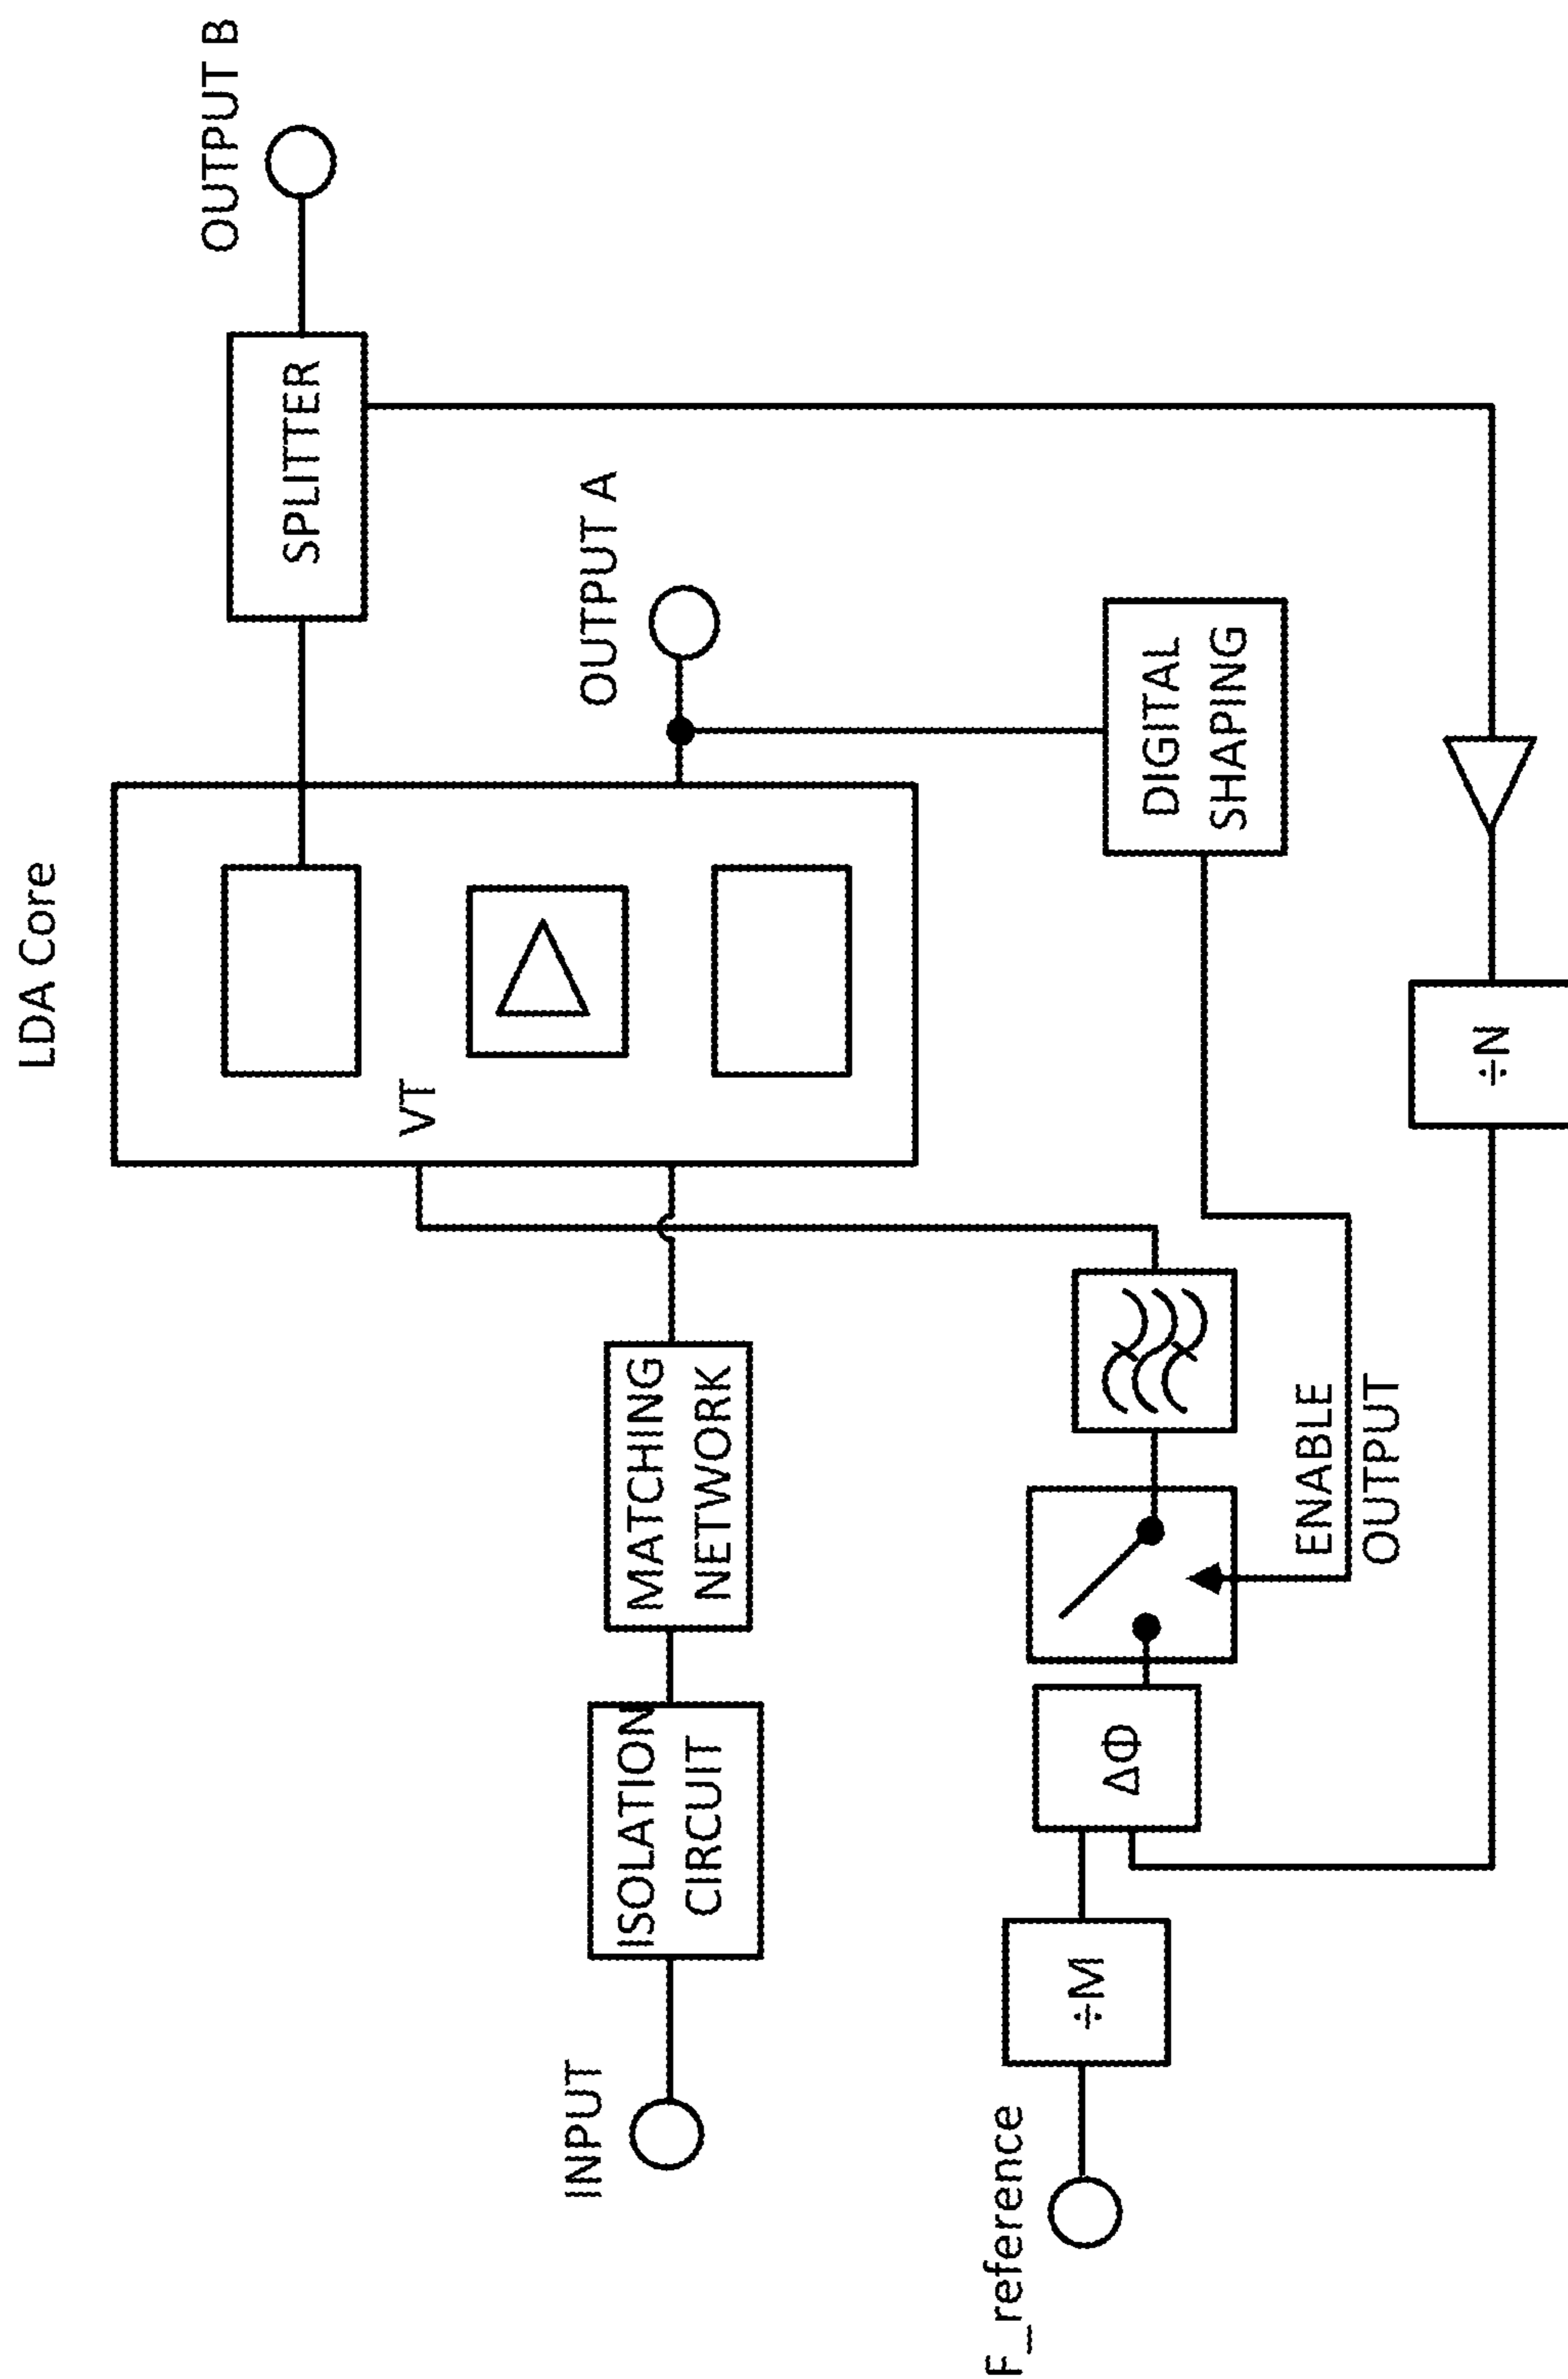 LDA Core
OUTPUT B
SPLITTER
VT
OUTPUT A
INPUT
ISOLATION
CIRCUIT
MATCHING
NETWORK
DIGITAL
SHAPING
F_reference
÷M
ΔΦ
ENABLE
OUTPUT
÷N